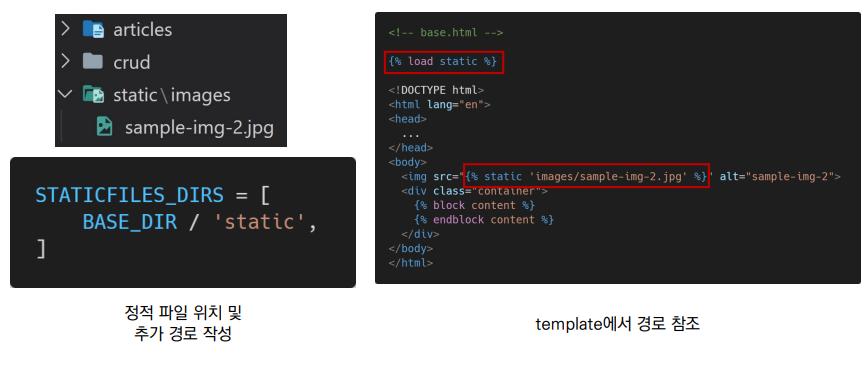 articles
crud
static\images
sample-img-2.jpg
STATICFILES_DIRS = [
    BASE_DIR / 'static',
]
정적 파일 위치 및
추가 경로 작성
<!-- base.html -->
{% load static %}
<!DOCTYPE html>
<html lang="en">
<head>
  ...
</head>
<body>
  <img src="{% static 'images/sample-img-2.jpg' %}" alt="sample-img-2">
  <div class="container">
    {% block content %}
    {% endblock content %}
  </div>
</body>
</html>
template에서 경로 참조